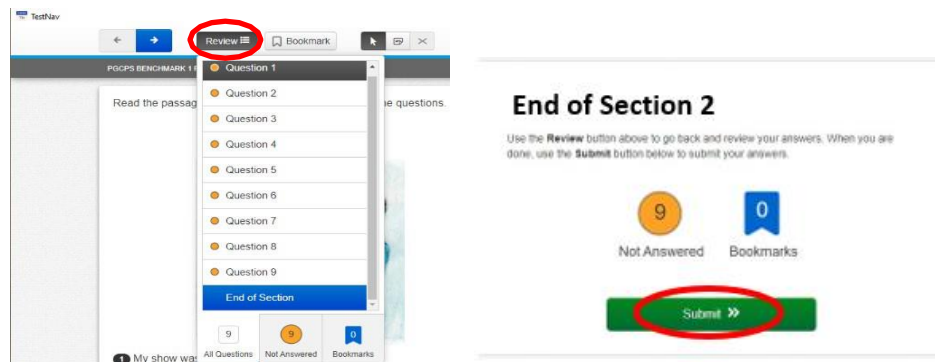 TestNav
Review
Bookmark
PGCPS BENCHMARK 1
Read the passag
e questions.
Question 1
Question 2
Question 3
Question 4
Question 5
Question 6
Question 7
Question 8
Question 9
End of Section
9
9
0
All Questions Not Answered Bookmarks
1 My show was
End of Section 2
Use the Review button above to go back and review your answers. When you are
done, use the Submit button below to submit your answers.
9
0
Not Answered Bookmarks
Submit »